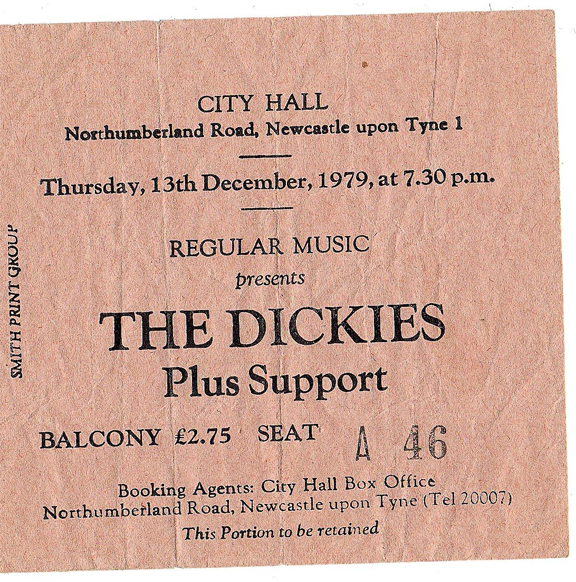 CITY HALL
Northumberland Road, Newcastle upon Tyne 1
Thursday, 13th December, 1979, at 7.30 p.m.
REGULAR MUSIC
presents
THE DICKIES
Plus Support
BALCONY £2.75 SEAT A 46
Booking Agents: City Hall Box Office
Northumberland Road, Newcastle upon Tyne (Tel 20007)
This Portion to be retained
SMITH PRINT GROUP